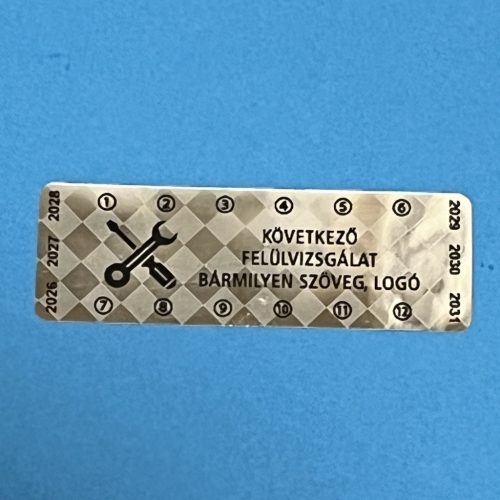 ① ② ③ ④ ⑤ ⑥
2026 2027 2028
KÖVETKEZŐ
FELÜLVIZSGÁLAT
BÁRMILYEN SZÖVEG, LOGÓ
2029 2030 2031
⑦ ⑧ ⑨ ⑩ ⑪ ⑫